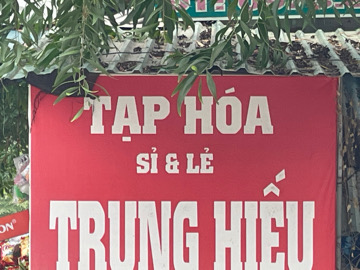 TẠP HÓA
SỈ & LẺ
TRUNG HIẾU